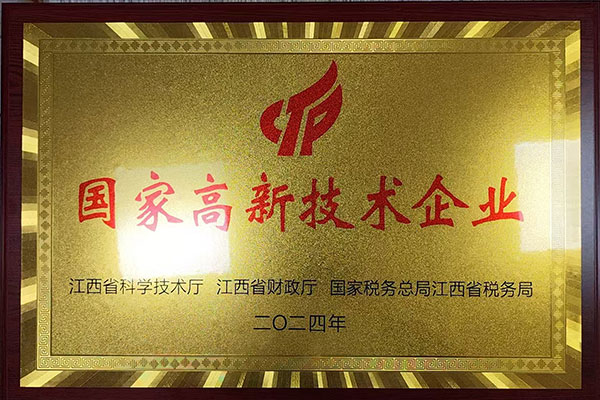 国家高新技术企业
江西省科学技术厅 江西省财政厅 国家税务总局江西省税务局
二〇二四年